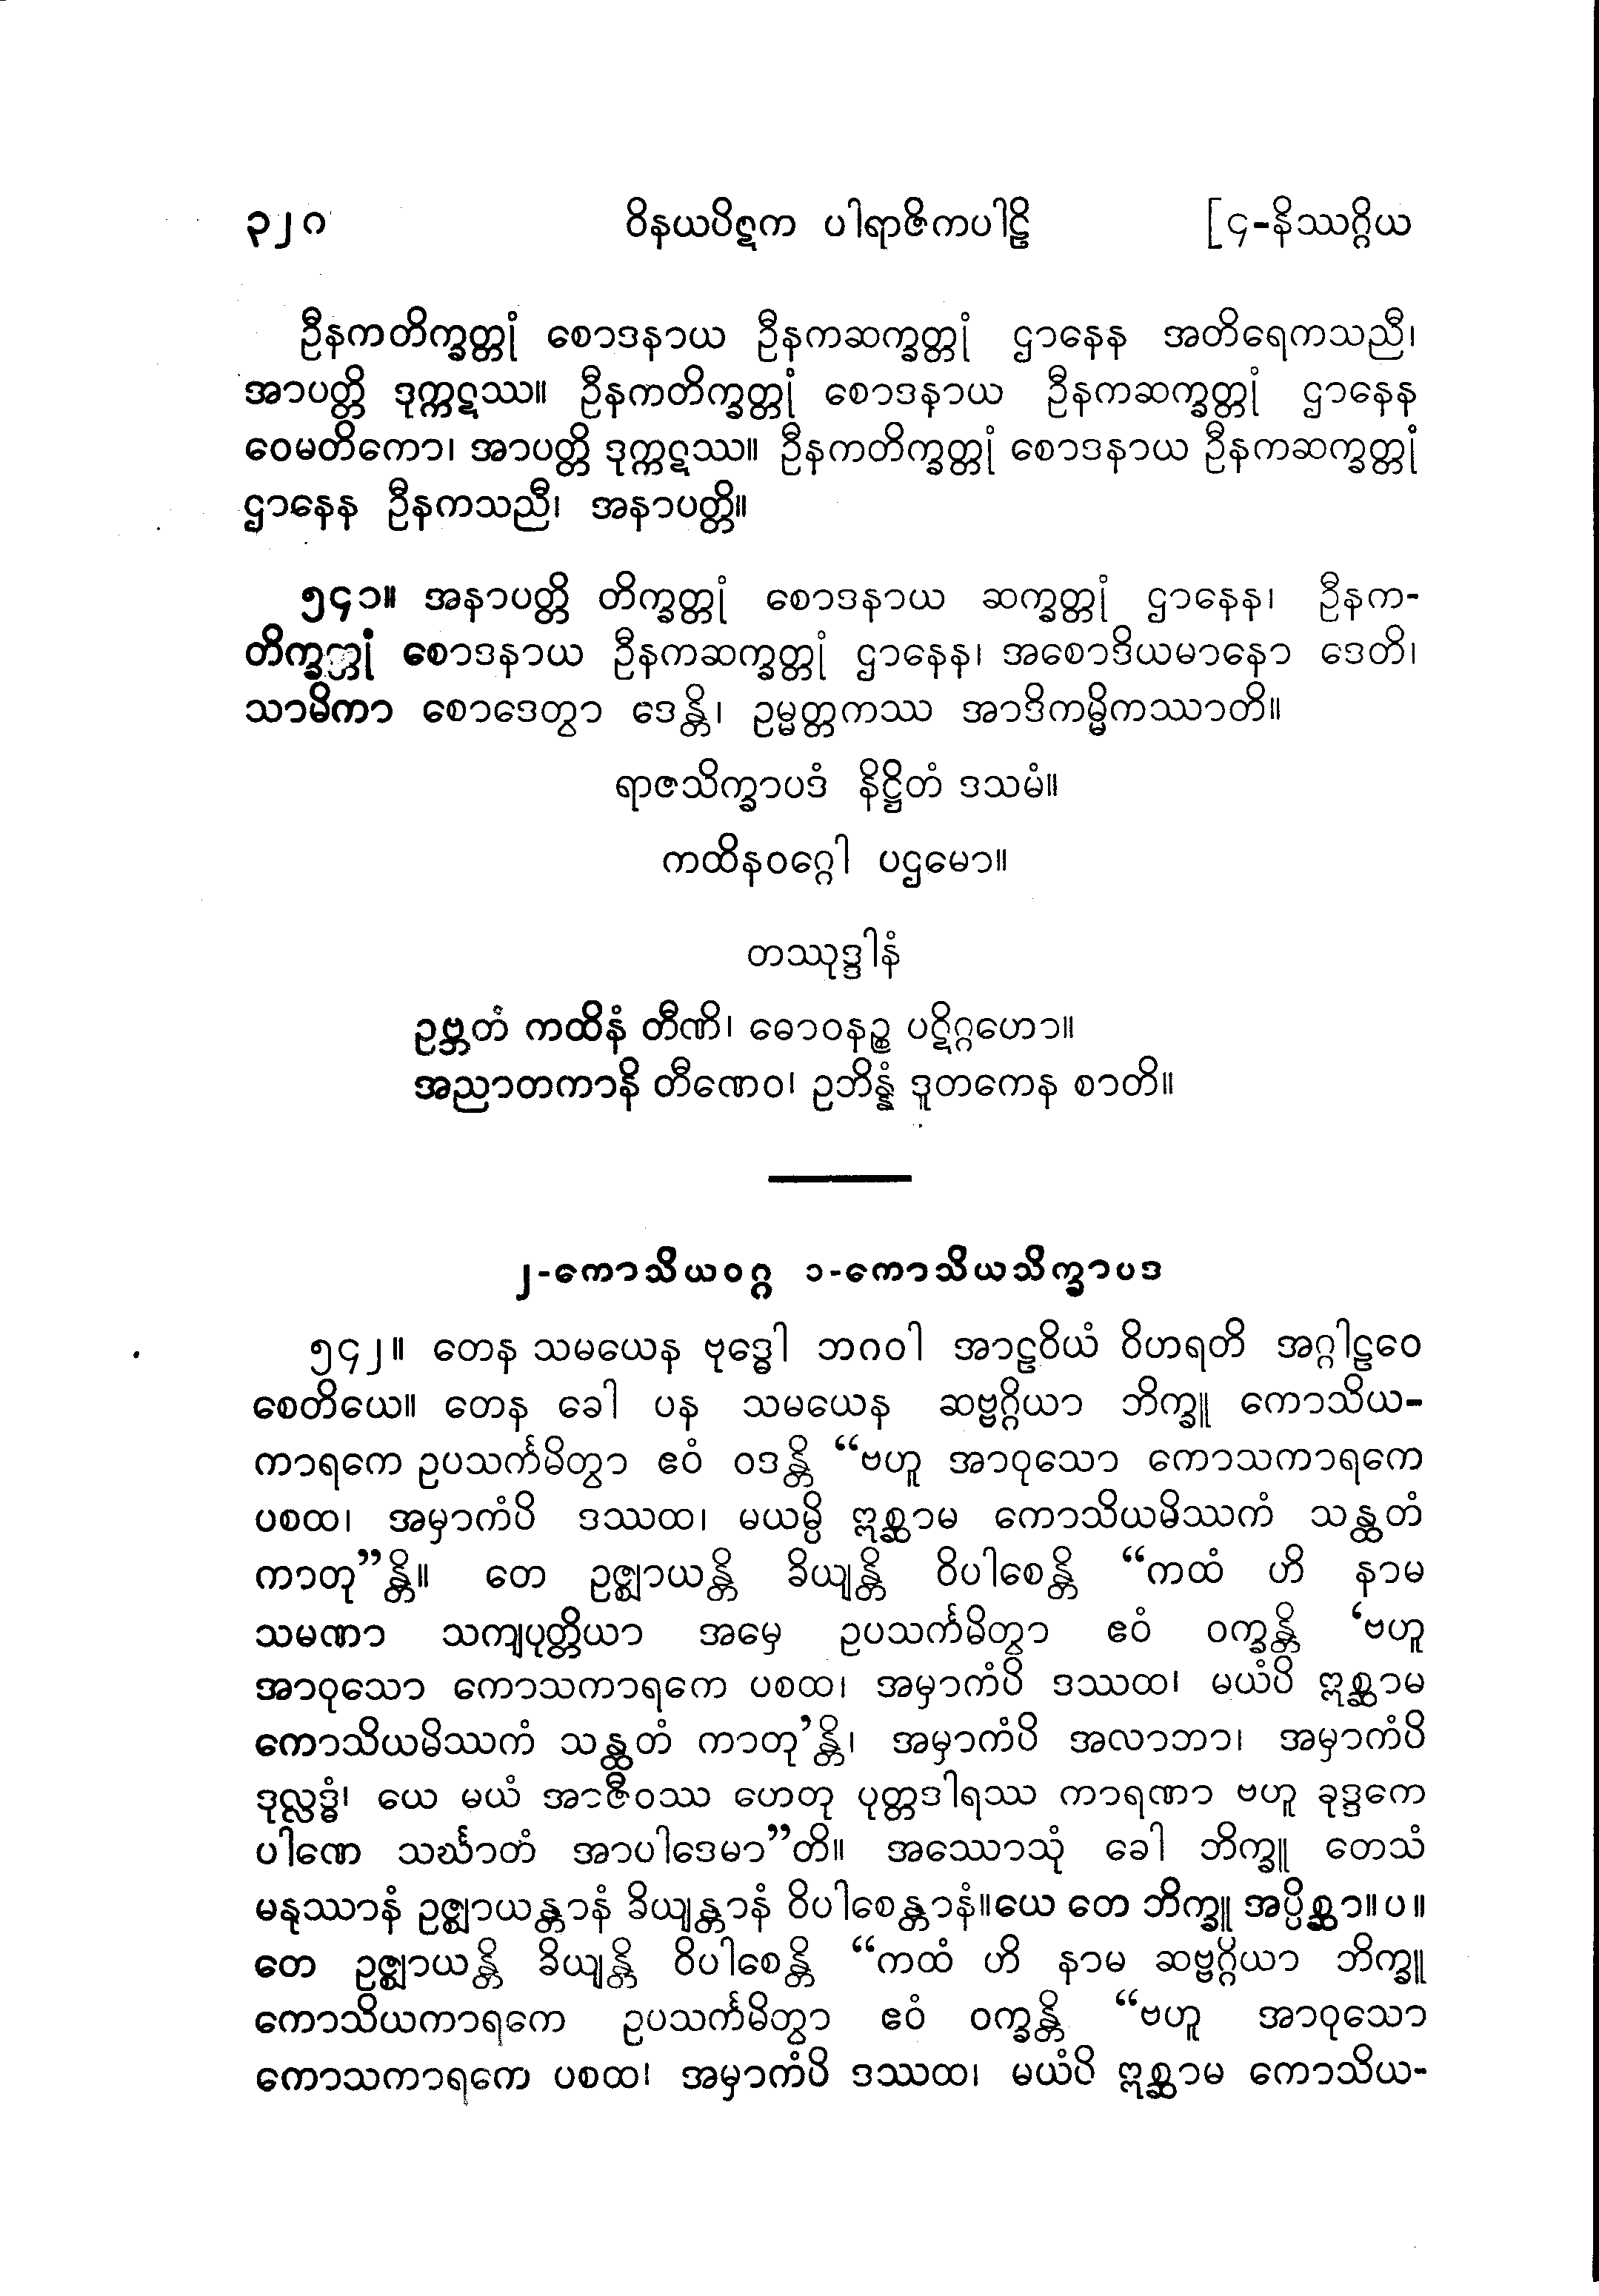 ၃၂၀ ဝိနယပိဋက ပါရာဇိကပါဠိ [၄-နိဿဂ္ဂိယ
ဦနကတိက္ခတ္တုံ စောဒနာယ ဦနကဆက္ခတ္တုံ ဌာနေန အတိရေကသညီ၊
အာပတ္တိ ဒုက္ကဋဿ။ ဦနကတိက္ခတ္တုံ စောဒနာယ ဦနကဆက္ခတ္တုံ ဌာနေန
ဝေမတိကော၊ အာပတ္တိ ဒုက္ကဋဿ။ ဦနကတိက္ခတ္တုံ စောဒနာယ ဦနကဆက္ခတ္တုံ
ဌာနေန ဦနကသညီ၊ အနာပတ္တိ။
၅၄၁။ အနာပတ္တိ တိက္ခတ္တုံ စောဒနာယ ဆက္ခတ္တုံ ဌာနေန၊ ဦနက-
တိက္ခတ္တုံ စောဒနာယ ဦနကဆက္ခတ္တုံ ဌာနေန၊ အစောဒိယမာနော ဒေတိ၊
သာမိကာ စောဒေတွာ ဒေန္တိ၊ ဥမ္မတ္တကဿ အာဒိကမ္မိကဿာတိ။
ရာဇသိက္ခာပဒံ နိဋ္ဌိတံ ဒသမံ။
ကထိနဝဂ္ဂေါ ပဌမော။
တဿုဒ္ဒါနံ
ဥဗ္ဘတံ ကထိနံ တီဏိ၊ ဓောဝနဉ္စ ပဋိဂ္ဂဟော။
အညာတကာနိ တီဏေဝ၊ ဥဘိန္နံ ဒူတကေန စာတိ။
၂-ကောသိယဝဂ္ဂ ၁-ကောသိယသိက္ခာပဒ
၅၄၂။ တေန သမယေန ဗုဒ္ဓေါ ဘဂဝါ အာဠဝိယံ ဝိဟရတိ အဂ္ဂါဠဝေ
စေတိယေ။ တေန ခေါ ပန သမယေန ဆဗ္ဗဂ္ဂိယာ ဘိက္ခူ ကောသိယ-
ကာရကေ ဥပသင်္ကမိတွာ ဧဝံ ဝဒန္တိ “ဗဟူ အာဝုသော ကောသကာရကေ
ပစထ၊ အမှာကံပိ ဒဿထ၊ မယမ္ပိ ဣစ္ဆာမ ကောသိယမိဿကံ သန္ထတံ
ကာတု”န္တိ။ တေ ဥဇ္ဈာယန္တိ ခိယျန္တိ ဝိပါစေန္တိ “ကထံ ဟိ နာမ
သမဏာ သကျပုတ္တိယာ အမှေ ဥပသင်္ကမိတွာ ဧဝံ ဝက္ခန္တိ ‘ဗဟူ
အာဝုသော ကောသကာရကေ ပစထ၊ အမှာကံပိ ဒဿထ၊ မယံပိ ဣစ္ဆာမ
ကောသိယမိဿကံ သန္ထတံ ကာတု’န္တိ၊ အမှာကံပိ အလာဘာ၊ အမှာကံပိ
ဒုလ္လဒ္ဓံ၊ ယေ မယံ အာဇီဝဿ ဟေတု ပုတ္တဒါရဿ ကာရဏာ ဗဟူ ခုဒ္ဒကေ
ပါဏေ သင်္ဃာတံ အာပါဒေမာ”တိ။ အဿောသုံ ခေါ ဘိက္ခူ တေသံ
မနုဿာနံ ဥဇ္ဈာယန္တာနံ ခိယျန္တာနံ ဝိပါစေန္တာနံ။ယေ တေ ဘိက္ခူ အပ္ပိစ္ဆာ။ပ။
တေ ဥဇ္ဈာယန္တိ ခိယျန္တိ ဝိပါစေန္တိ “ကထံ ဟိ နာမ ဆဗ္ဗဂ္ဂိယာ ဘိက္ခူ
ကောသိယကာရကေ ဥပသင်္ကမိတွာ ဧဝံ ဝက္ခန္တိ “ဗဟူ အာဝုသော
ကောသကာရကေ ပစထ၊ အမှာကံပိ ဒဿထ၊ မယံပိ ဣစ္ဆာမ ကောသိယ-